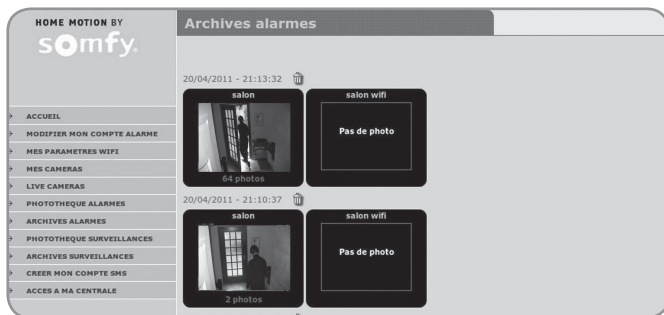 HOME MOTION BY
somfy.
Archives alarmes
ACCUEIL
MODIFIER MON COMPTE ALARME
MES PARAMETRES WIFI
MES CAMERAS
LIVE CAMERAS
PHOTOTHEQUE ALARMES
ARCHIVES ALARMES
PHOTOTHEQUE SURVEILLANCES
ARCHIVES SURVEILLANCES
CREER MON COMPTE SMS
ACCES A MA CENTRALE
20/04/2011 - 21:13:32
salon
64 photos
salon wifi
Pas de photo
20/04/2011 - 21:10:37
salon
2 photos
salon wifi
Pas de photo